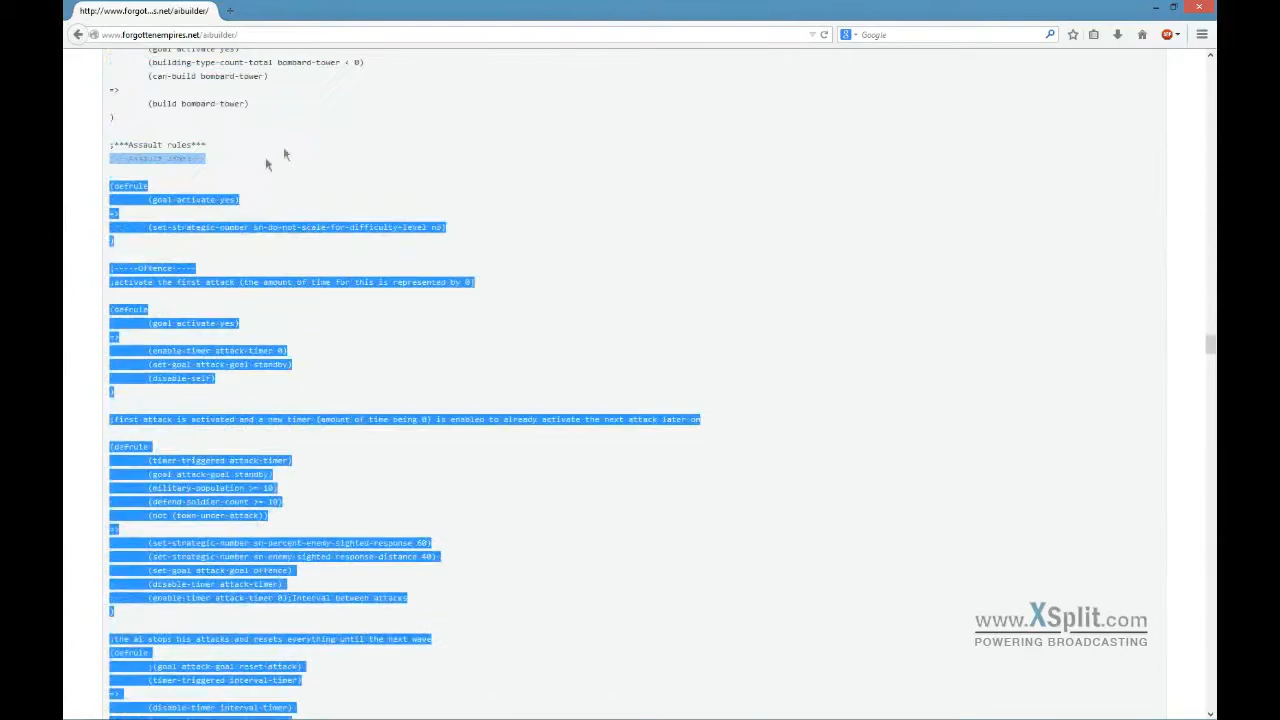 http://www.forgot...s.net/aibuilder/
www.forgottenempires.net/aibuilder/
Google
(goal activate yes)
(building-type-count-total bombard-tower < 0)
(can-build bombard-tower)
=>
(build bombard-tower)
)
;***Assault rules***
(defrule
(goal activate yes)
=>
(set-strategic-number sn-do-not-scale-for-difficulty-level no)
)
;-----Offence-----
;activate the first attack (the amount of time for this is represented by 0)
(defrule
(goal activate yes)
=>
(enable-timer attack-timer 0)
(set-goal attack-goal standby)
(disable-self)
)
;first attack is activated and a new timer (amount of time being 0) is enabled to already activate the next attack later on
(defrule
(timer-triggered attack-timer)
(goal attack-goal standby)
(military-population >= 10)
(defend-soldier-count >= 10)
(not (town-under-attack))
=>
(set-strategic-number sn-percent-enemy-sighted-response 60)
(set-strategic-number sn-enemy-sighted-response-distance 40)
(set-goal attack-goal offence)
(disable-timer attack-timer)
(enable-timer attack-timer 0);Interval between attacks
)
;the ai stops his attacks and resets everything until the next wave
(defrule
;(goal attack-goal reset-attack)
(timer-triggered interval-timer)
=>
(disable-timer interval-timer)
www.XSplit.com
POWERING BROADCASTING